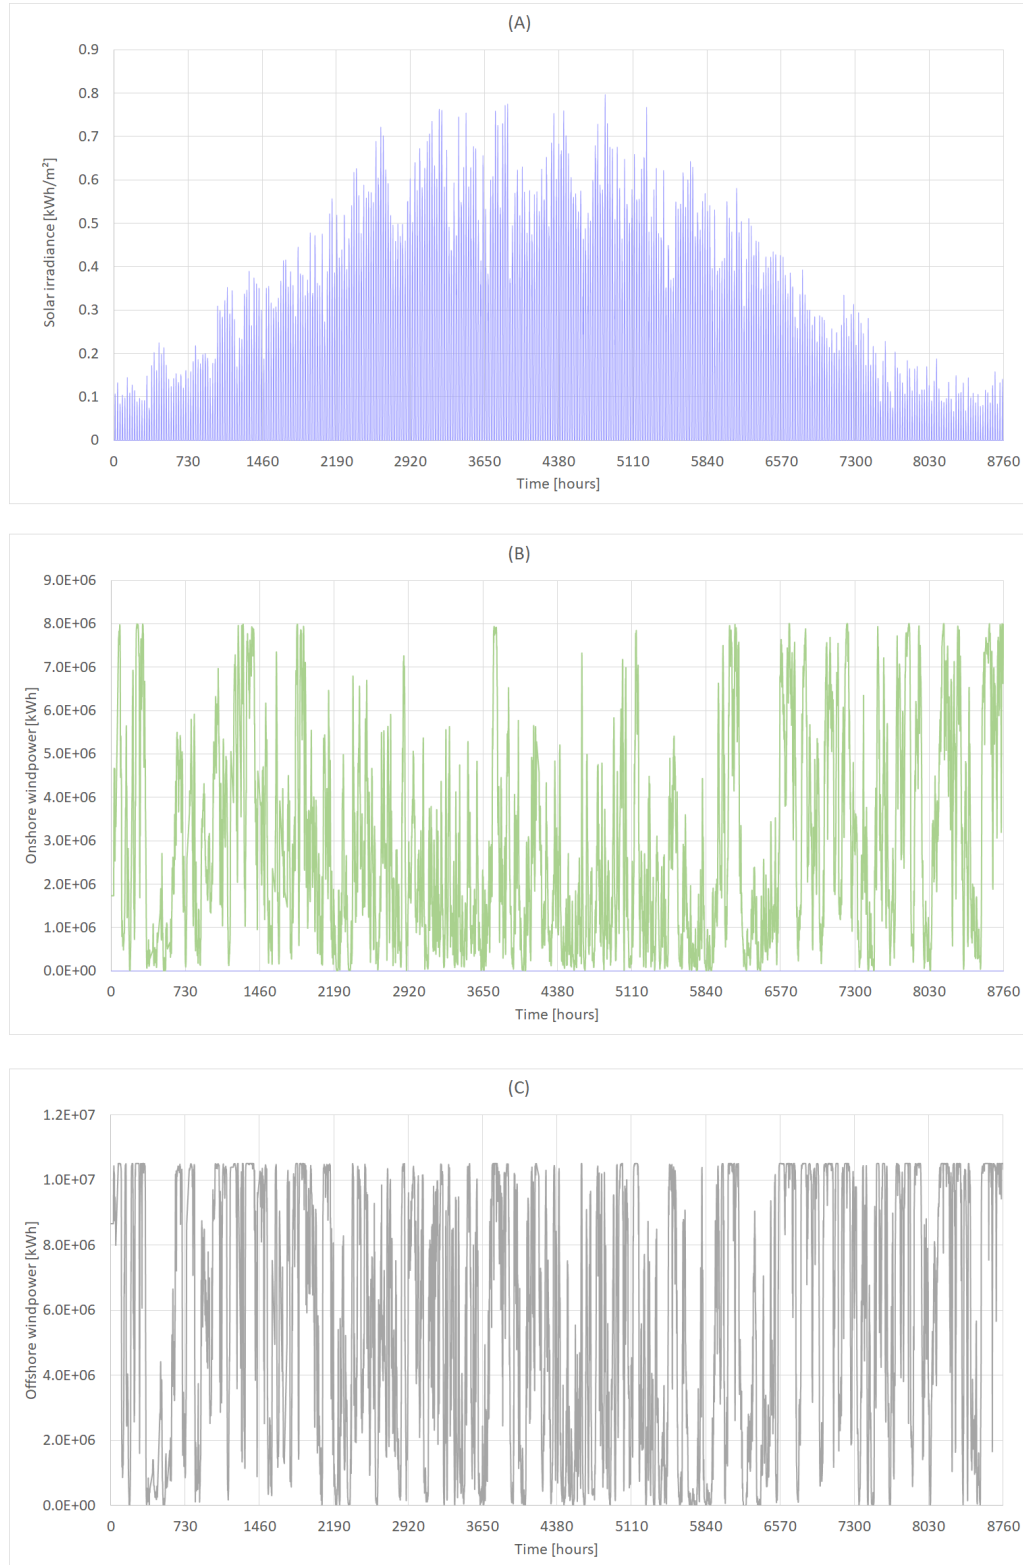 (A)
Solar irradiance [kWh/m²]
0.9
0.8
0.7
0.6
0.5
0.4
0.3
0.2
0.1
0
0 730 1460 2190 2920 3650 4380 5110 5840 6570 7300 8030 8760
Time [hours]
(B)
Onshore windpower [kWh]
9.0E+06
8.0E+06
7.0E+06
6.0E+06
5.0E+06
4.0E+06
3.0E+06
2.0E+06
1.0E+06
0.0E+00
0 730 1460 2190 2920 3650 4380 5110 5840 6570 7300 8030 8760
Time [hours]
(C)
Offshore windpower [kWh]
1.2E+07
1.0E+07
8.0E+06
6.0E+06
4.0E+06
2.0E+06
0.0E+00
0 730 1460 2190 2920 3650 4380 5110 5840 6570 7300 8030 8760
Time [hours]